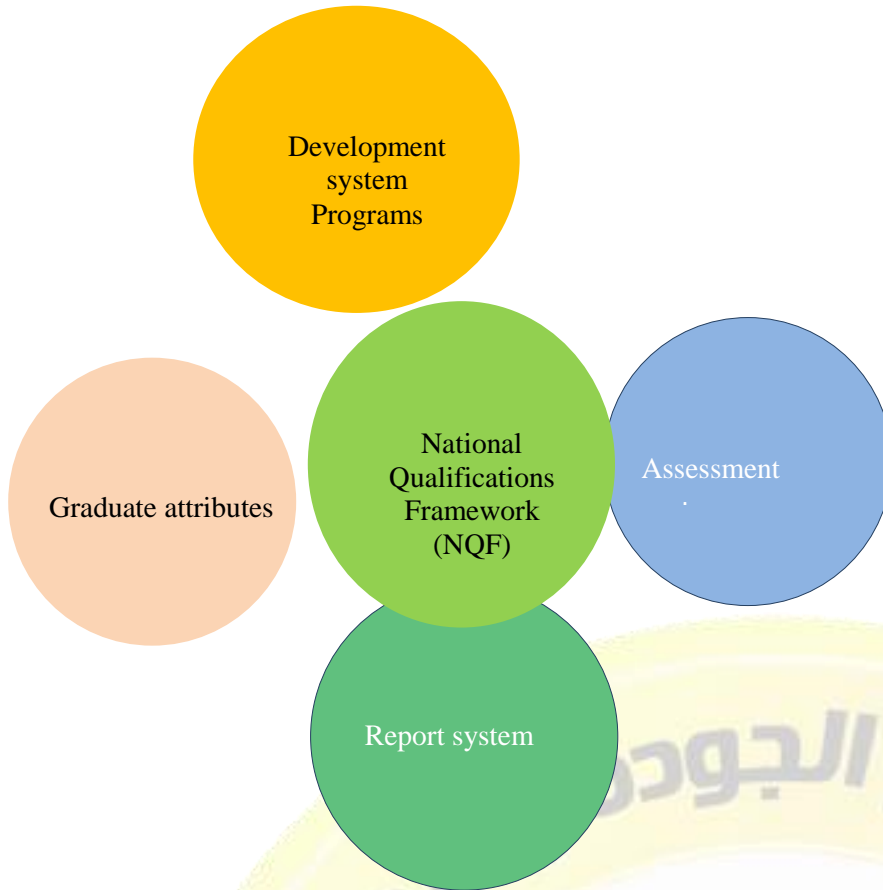 Development
system
Programs
National
Qualifications
Framework
(NQF)
Assessment
.
Graduate attributes
Report system
الجودة